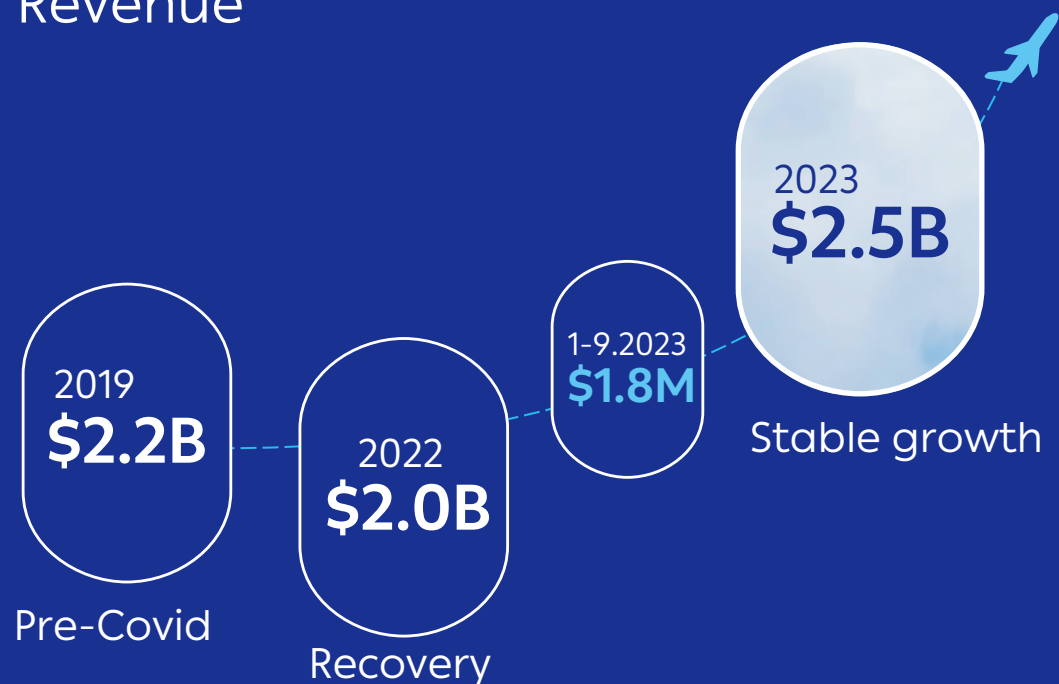 Revenue
2019
$2.2B
Pre-Covid
2022
$2.0B
Recovery
1-9.2023
$1.8M
2023
$2.5B
Stable growth